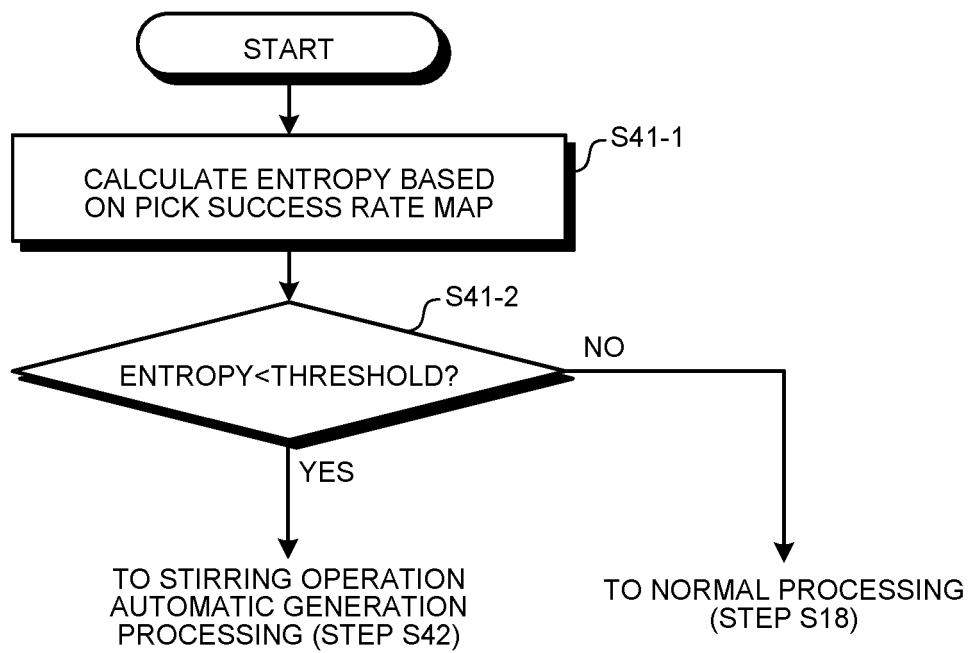 START
S41-1
CALCULATE ENTROPY BASED
ON PICK SUCCESS RATE MAP
S41-2
ENTROPY<THRESHOLD?
NO
YES
TO STIRRING OPERATION
AUTOMATIC GENERATION
PROCESSING (STEP S42)
TO NORMAL PROCESSING
(STEP S18)